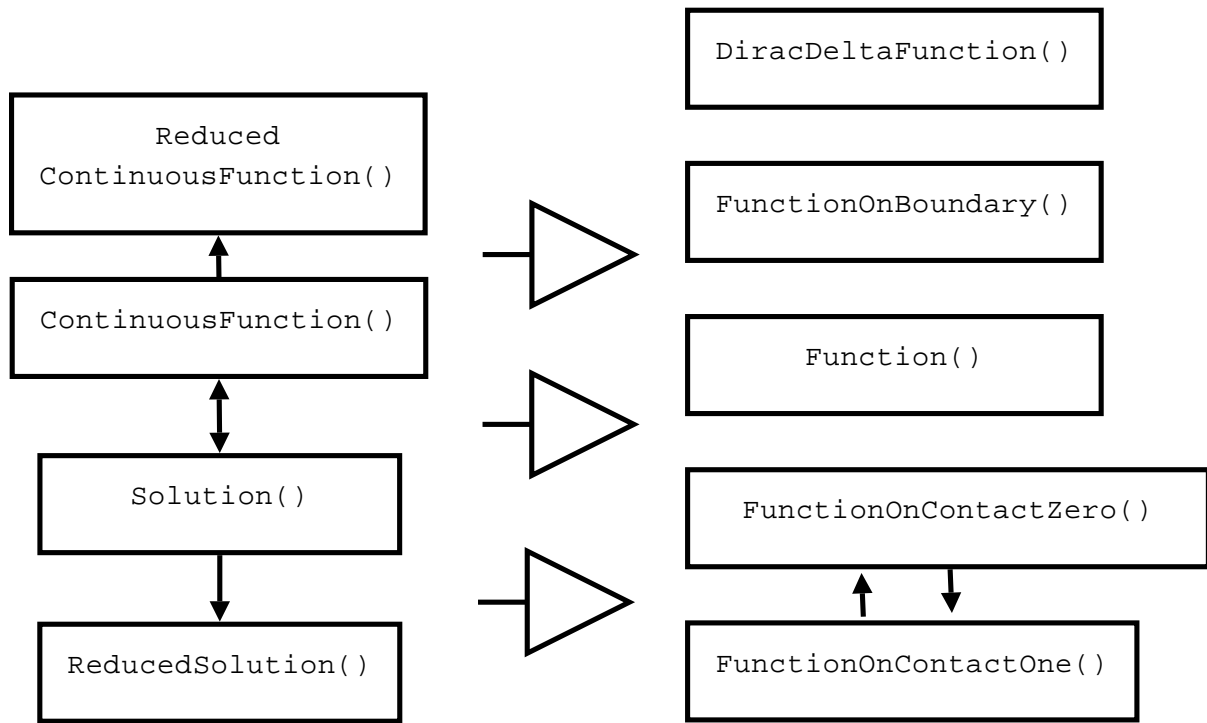 Reduced
ContinuousFunction()
ContinuousFunction()
Solution()
ReducedSolution()
DiracDeltaFunction()
FunctionOnBoundary()
Function()
FunctionOnContactZero()
FunctionOnContactOne()